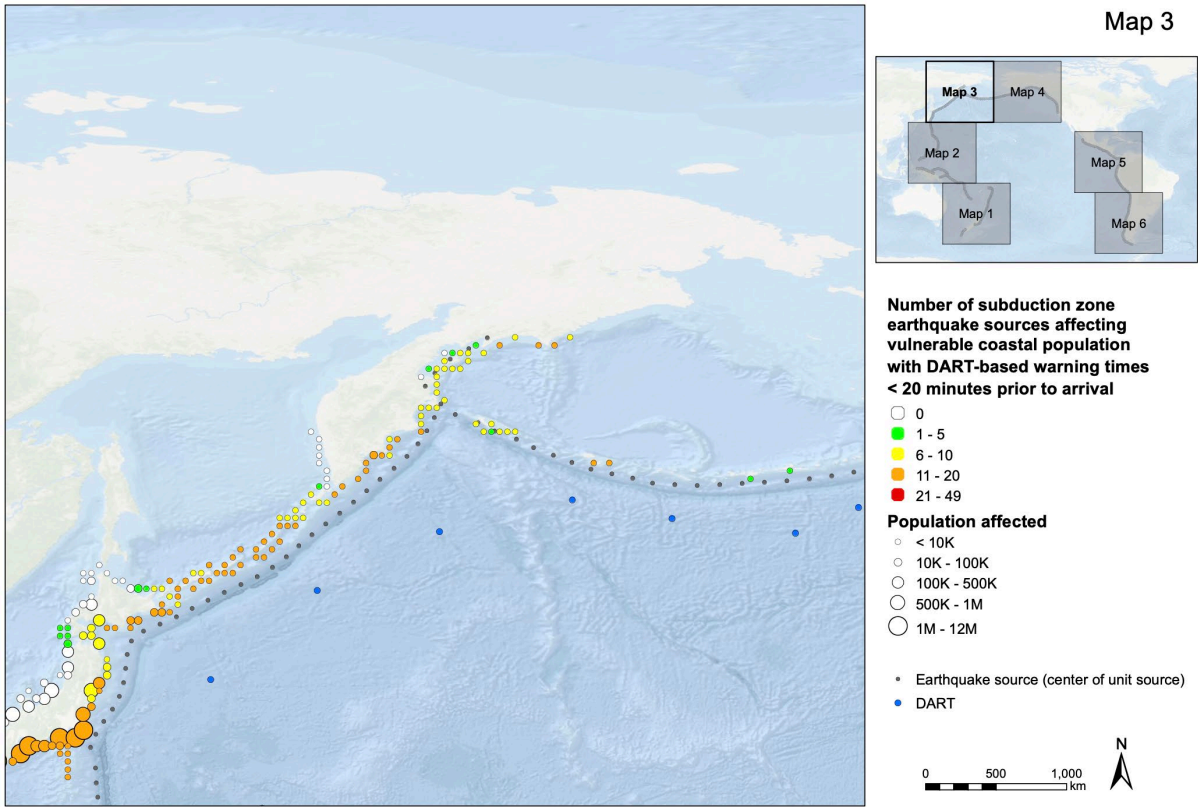 Map 3
Map 3
Map 4
Map 2
Map 5
Map 1
Map 6
Number of subduction zone
earthquake sources affecting
vulnerable coastal population
with DART-based warning times
< 20 minutes prior to arrival
0
1 - 5
6 - 10
11 - 20
21 - 49
Population affected
< 10K
10K - 100K
100K - 500K
500K - 1M
1M - 12M
Earthquake source (center of unit source)
DART
N
0 500 1,000
km